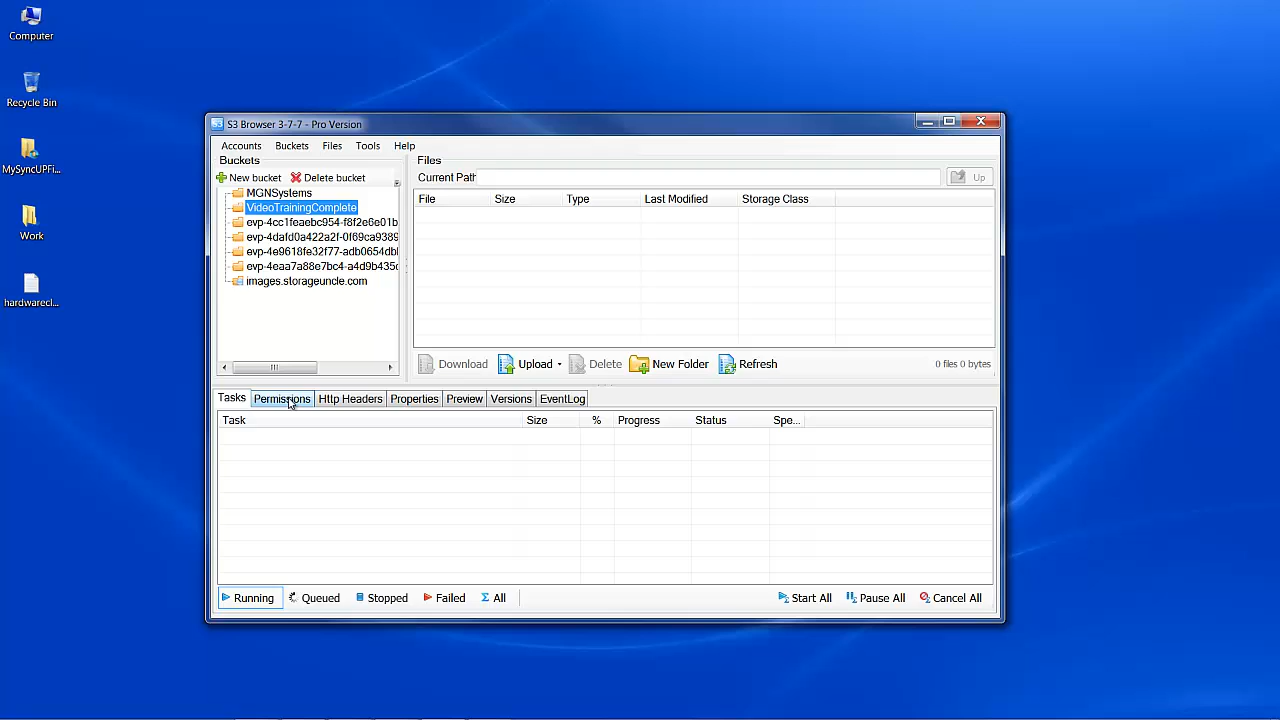 Computer
Recycle Bin
MySyncUPFi...
Work
hardwarecl...
S3 Browser 3-7-7 - Pro Version
Accounts Buckets Files Tools Help
Buckets
New bucket Delete bucket
MGNSystems
VideoTrainingComplete
evp-4cc1feaebc954-f8f2e6e01b
evp-4dafd0a422a2f-0f69ca9389
evp-4e9618fe32f77-adb0654dbf
evp-4eaa7a88e7bc4-a4d9b435c
images.storageuncle.com
Files
Current Path Up
File Size Type Last Modified Storage Class
Download Upload Delete New Folder Refresh 0 files 0 bytes
Tasks Permissions Http Headers Properties Preview Versions EventLog
Task Size % Progress Status Spe...
Running Queued Stopped Failed All Start All Pause All Cancel All